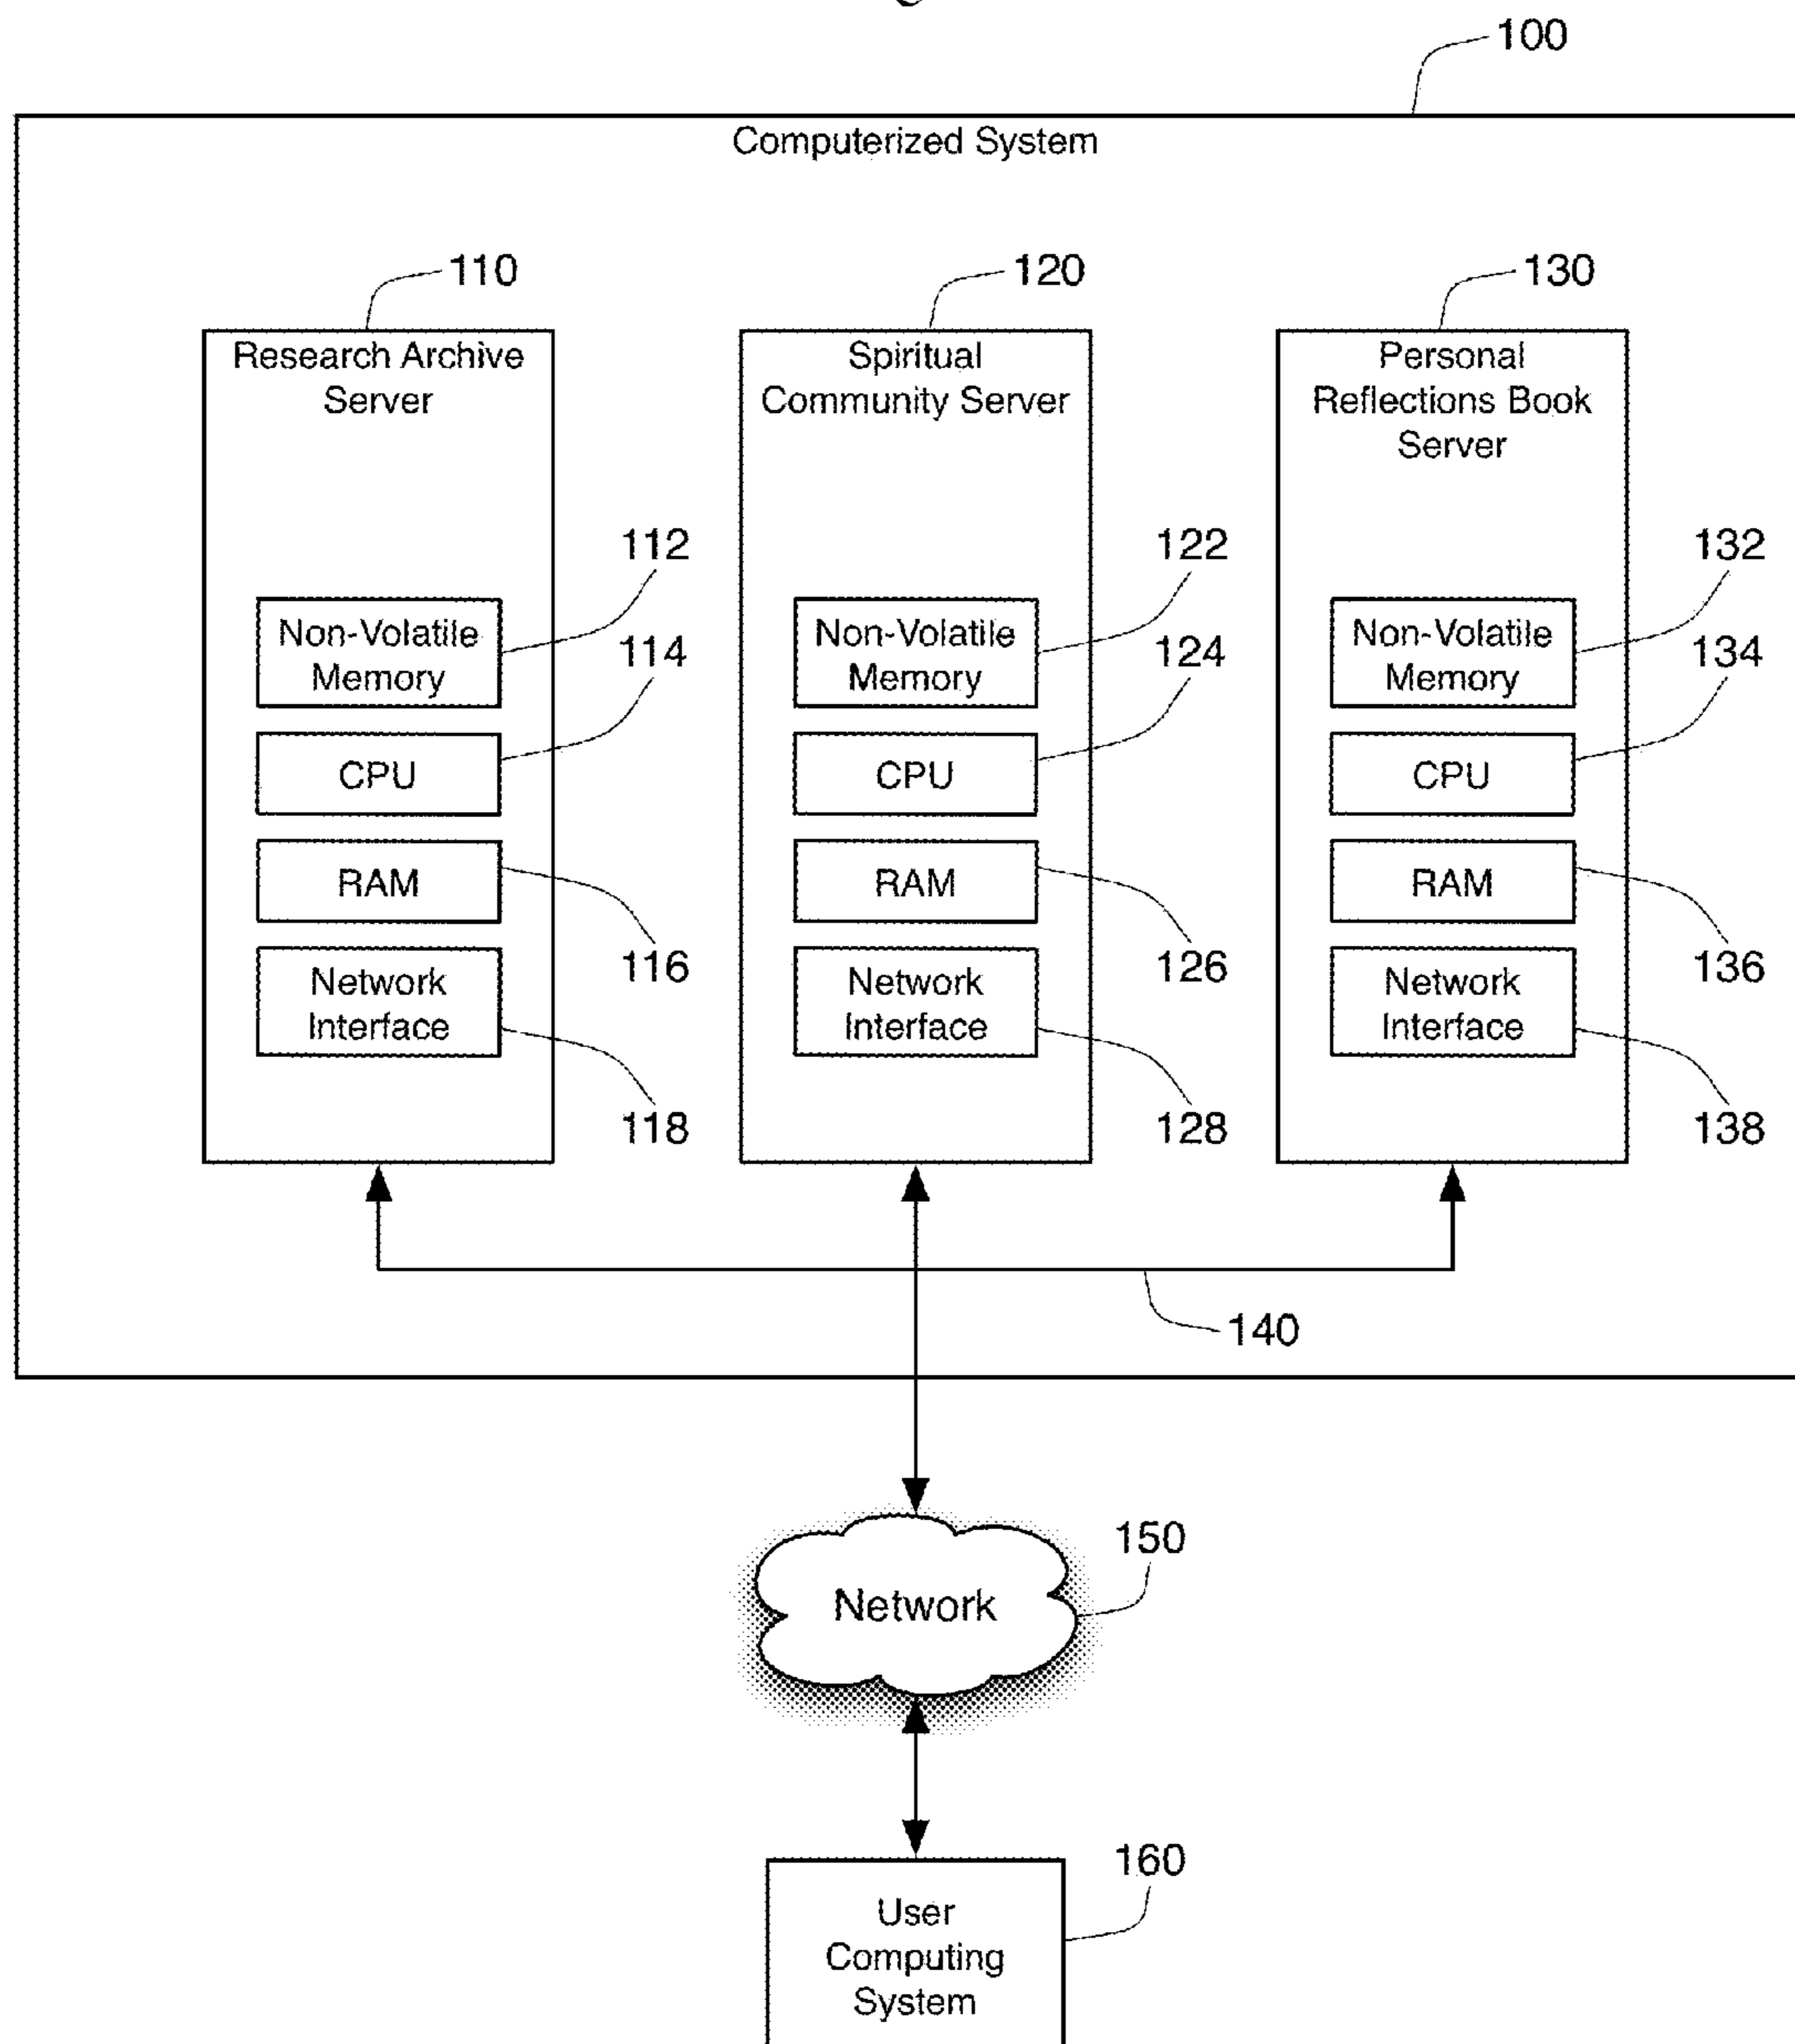 100
Computerized System
110
120
130
Research Archive
Server
Spiritual
Community Server
Personal
Reflections Book
Server
112
122
132
Non-Volatile
Memory
Non-Volatile
Memory
Non-Volatile
Memory
114
124
134
CPU
CPU
CPU
RAM
RAM
RAM
116
126
136
Network
Interface
Network
Interface
Network
Interface
118
128
138
140
150
Network
160
User
Computing
System